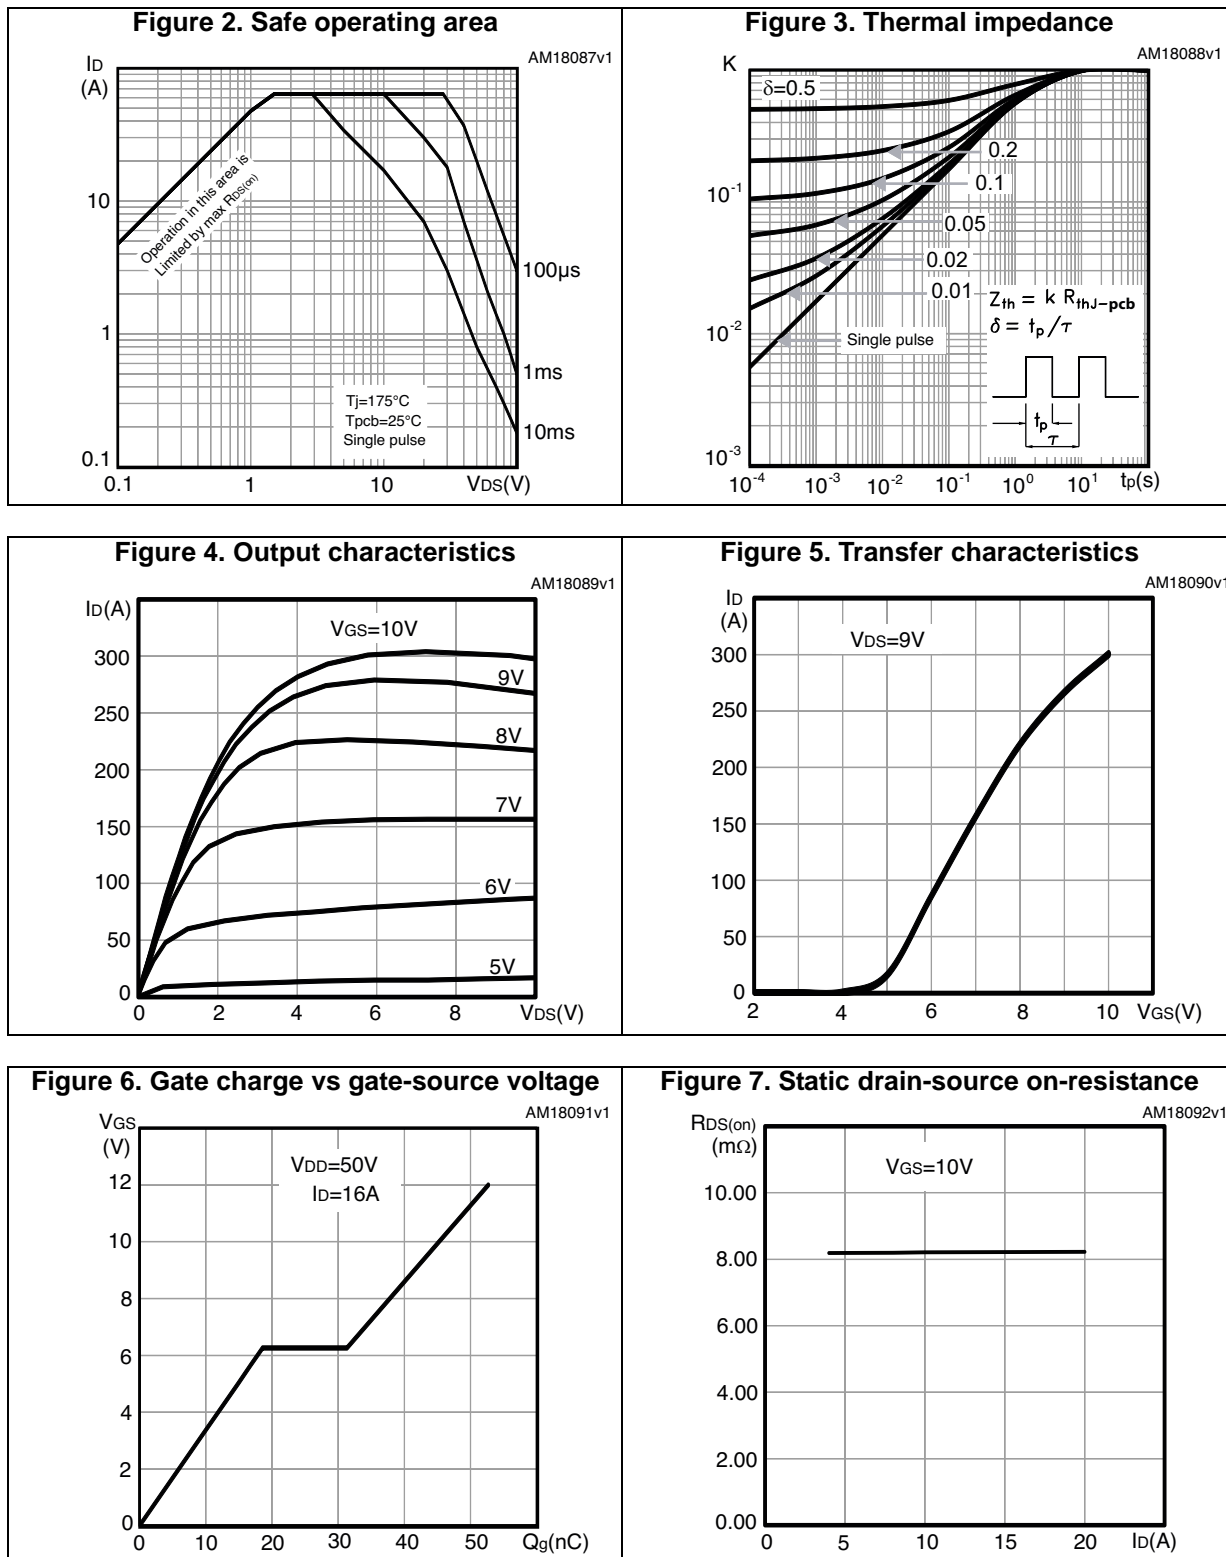 Figure 2. Safe operating area
AM18087v1
ID
(A)
10
1
0.1
0.1
1
10
VDS(V)
Operation in this area is
Limited by max RDS(on)
100µs
1ms
10ms
Tj=175°C
Tpcb=25°C
Single pulse
Figure 3. Thermal impedance
AM18088v1
K
δ=0.5
0.2
0.1
0.05
0.02
0.01
Single pulse
10-1
10-2
10-3
10-4
10-3
10-2
10-1
100
101
tp(s)
Zth = k RthJ-pcb
δ = tp/τ
tp
τ
Figure 4. Output characteristics
AM18089v1
ID(A)
VGS=10V
9V
8V
7V
6V
5V
300
250
200
150
100
50
0
0
2
4
6
8
VDS(V)
Figure 5. Transfer characteristics
AM18090v1
ID
(A)
VDS=9V
300
250
200
150
100
50
0
2
4
6
8
10
VGS(V)
Figure 6. Gate charge vs gate-source voltage
AM18091v1
VGS
(V)
VDD=50V
ID=16A
12
10
8
6
4
2
0
0
10
20
30
40
50
Qg(nC)
Figure 7. Static drain-source on-resistance
AM18092v1
RDS(on)
(mΩ)
VGS=10V
10.00
8.00
6.00
4.00
2.00
0.00
0
5
10
15
20
ID(A)